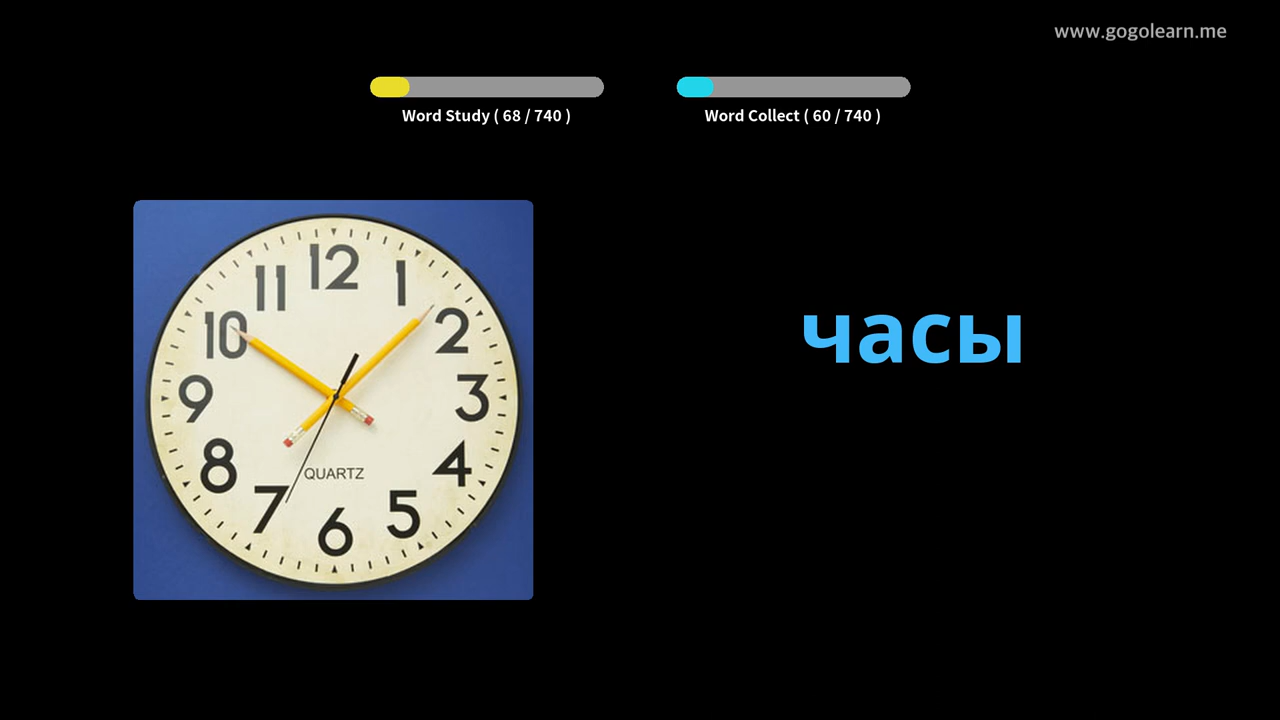 www.gogolearn.me
Word Study ( 68 / 740 )
Word Collect ( 60 / 740 )
12
11
1
10
2
9
3
8
4
7
5
6
QUARTZ
часы